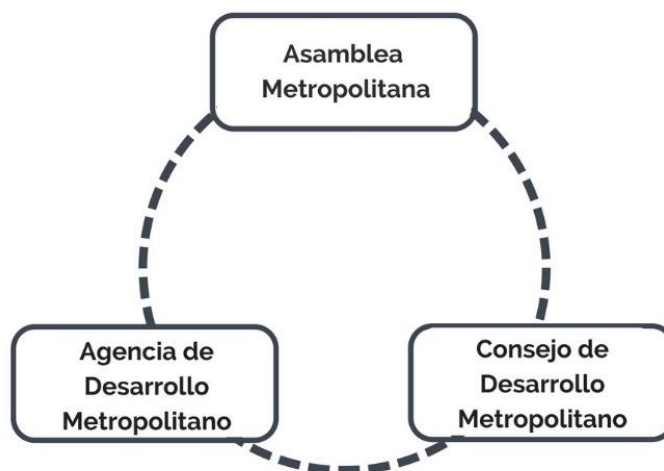 Asamblea
Metropolitana
Agencia de
Desarrollo
Metropolitano
Consejo de
Desarrollo
Metropolitano